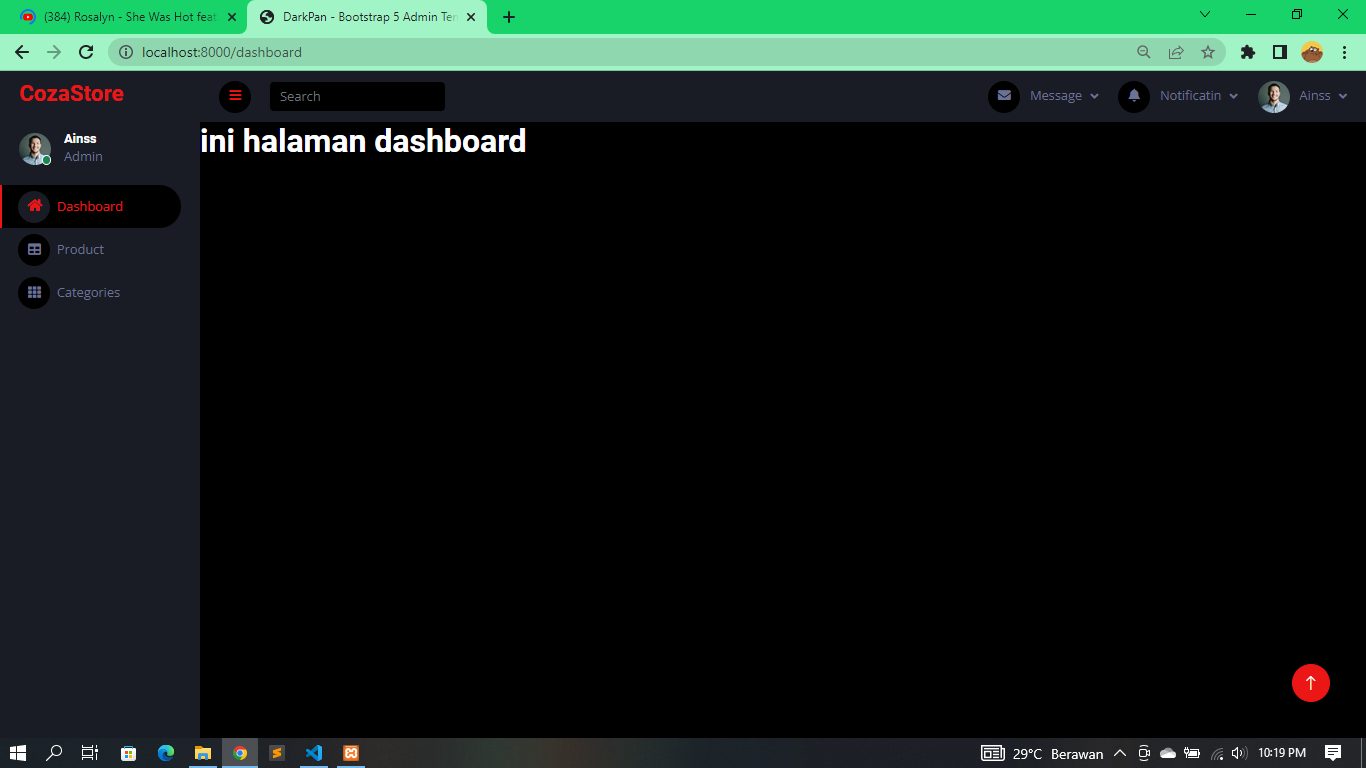 (384) Rosalyn - She Was Hot feat.
DarkPan - Bootstrap 5 Admin Tem
localhost:8000/dashboard
CozaStore
Search
Message
Notificatin
Ainss
Ainss
Admin
ini halaman dashboard
Dashboard
Product
Categories
29°C Berawan
10:19 PM